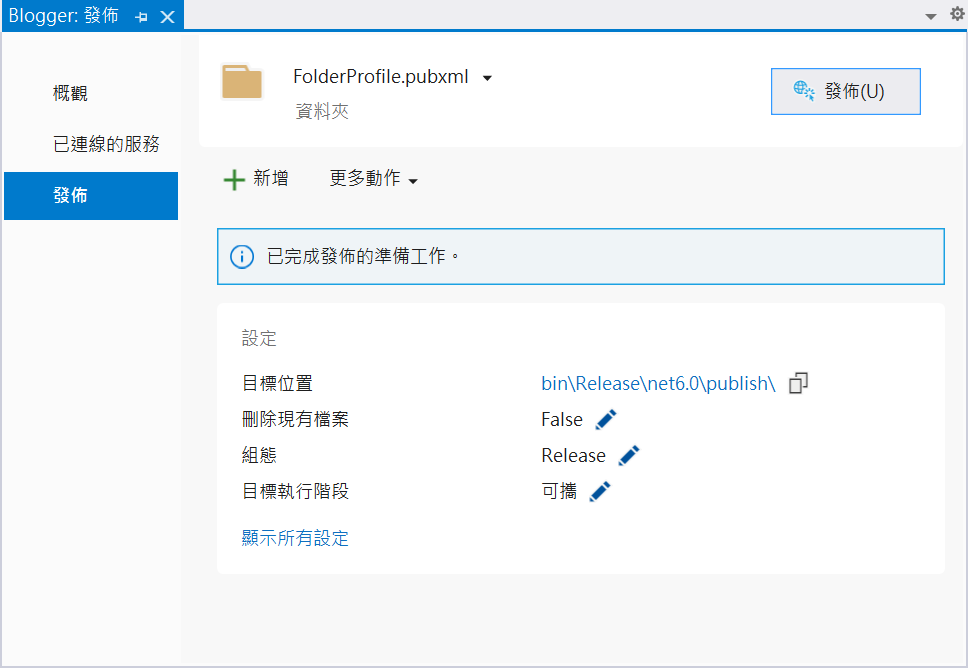 Blogger: 發佈
概觀
已連線的服務
發佈
FolderProfile.pubxml
資料夾
發佈(U)
新增 更多動作
已完成發佈的準備工作。
設定
目標位置 bin\Release\net6.0\publish\
刪除現有檔案 False
組態 Release
目標執行階段 可攜
顯示所有設定